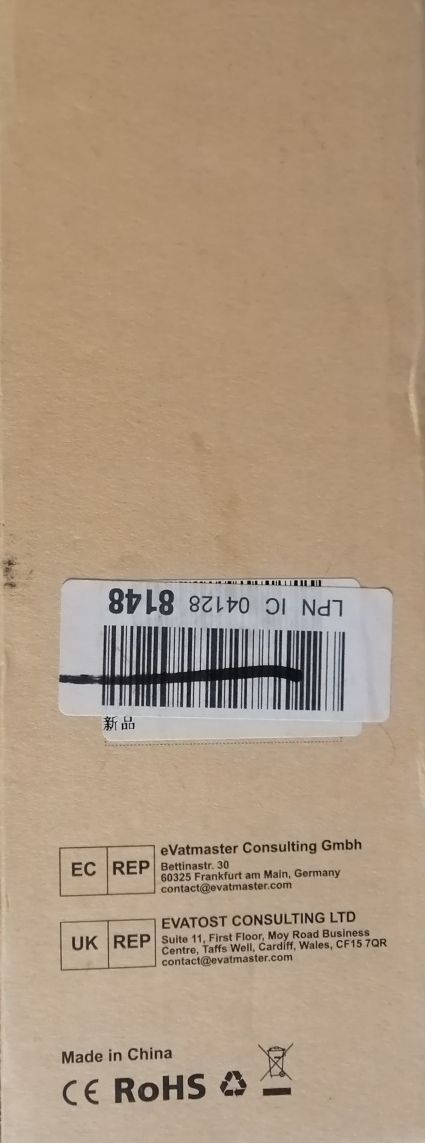 LPN IC 04128 8148
新品
EC REP
eVatmaster Consulting Gmbh
Bettinastr. 30
60325 Frankfurt am Main, Germany
contact@evatmaster.com
UK REP
EVATOST CONSULTING LTD
Suite 11, First Floor, Moy Road Business
Centre, Taffs Well, Cardiff, Wales, CF15 7QR
contact@evatmaster.com
Made in China
CE RoHS